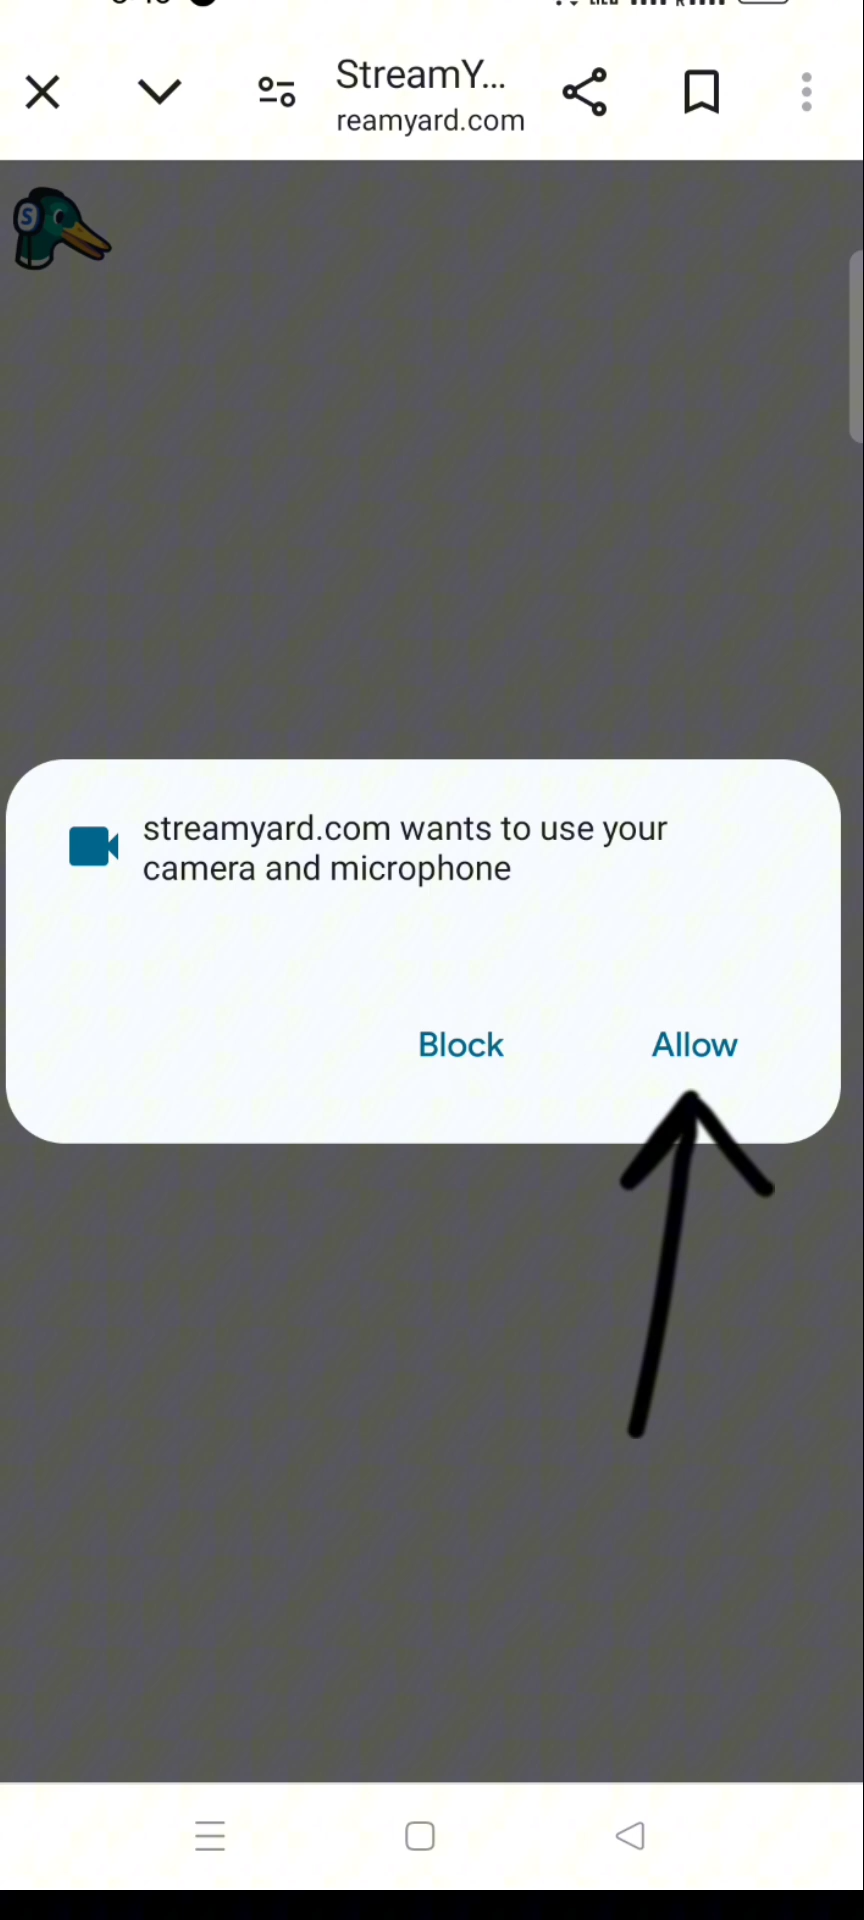 StreamY...
reamyard.com
S
streamyard.com wants to use your
camera and microphone
Block
Allow